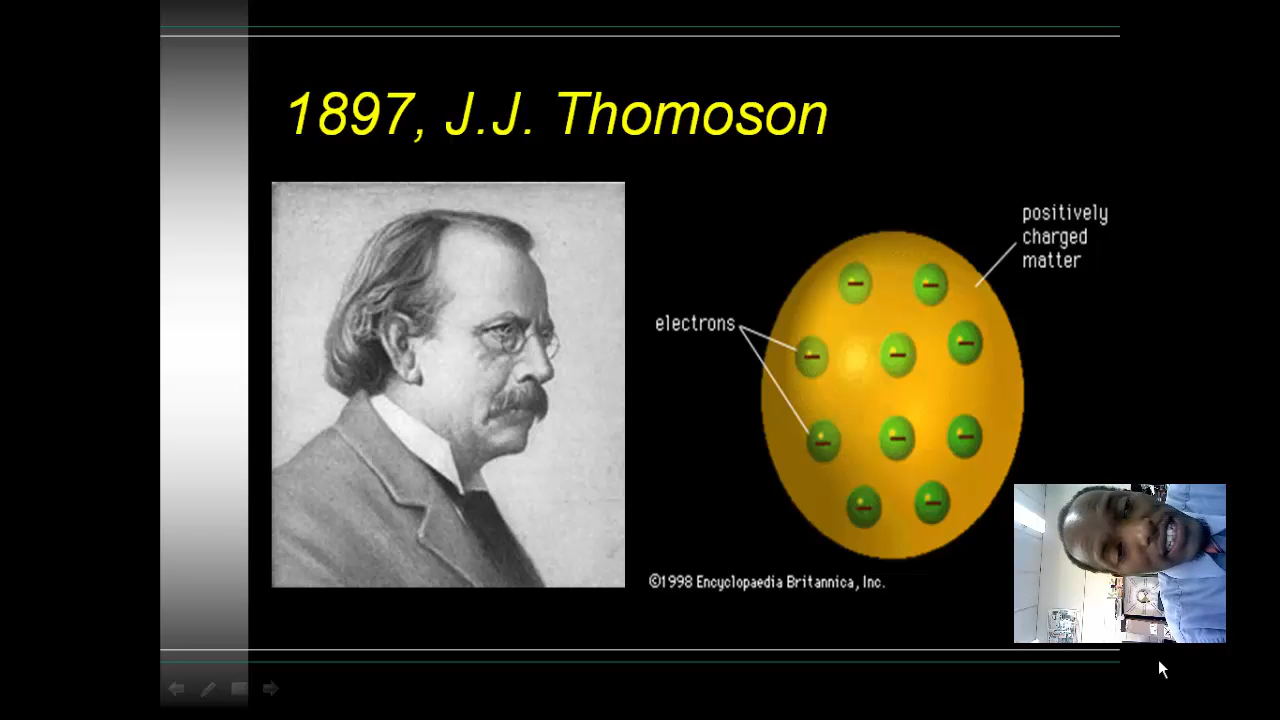 1897, J.J. Thomoson
positively
charged
matter
electrons
©1998 Encyclopaedia Britannica, Inc.